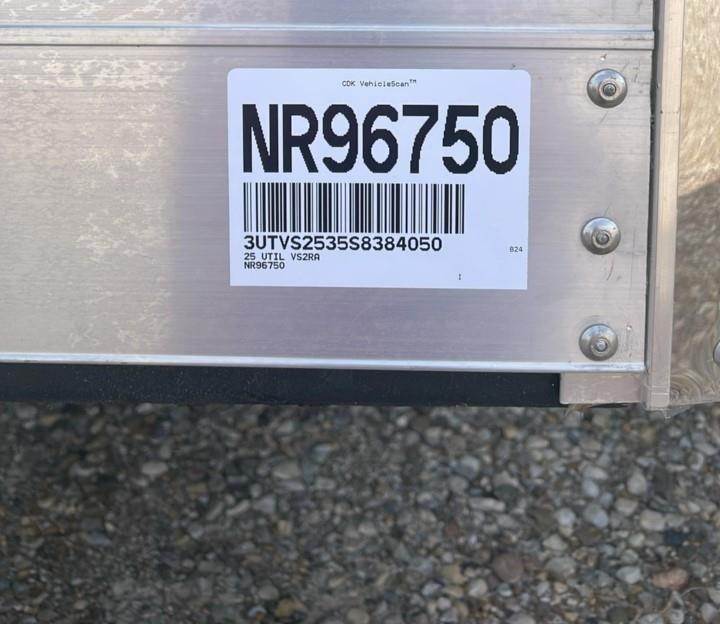 CDK VehicleScan™
NR96750
3UTVS2535S8384050
25 UTIL VS2RA
NR96750
824